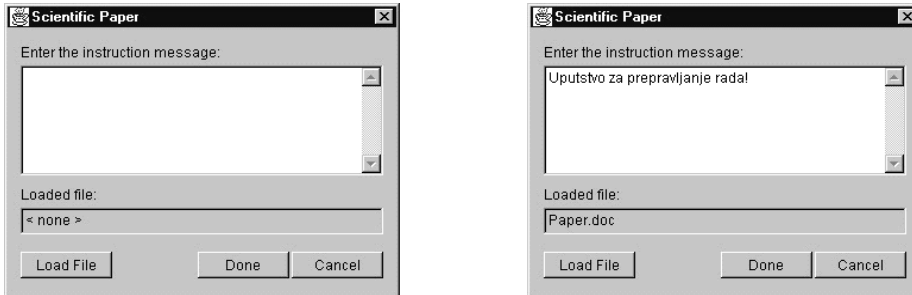 Scientific Paper
Enter the instruction message:
Loaded file:
< none >
Load File Done Cancel
Scientific Paper
Enter the instruction message:
Uputstvo za prepravljanje rada!
Loaded file:
Paper.doc
Load File Done Cancel